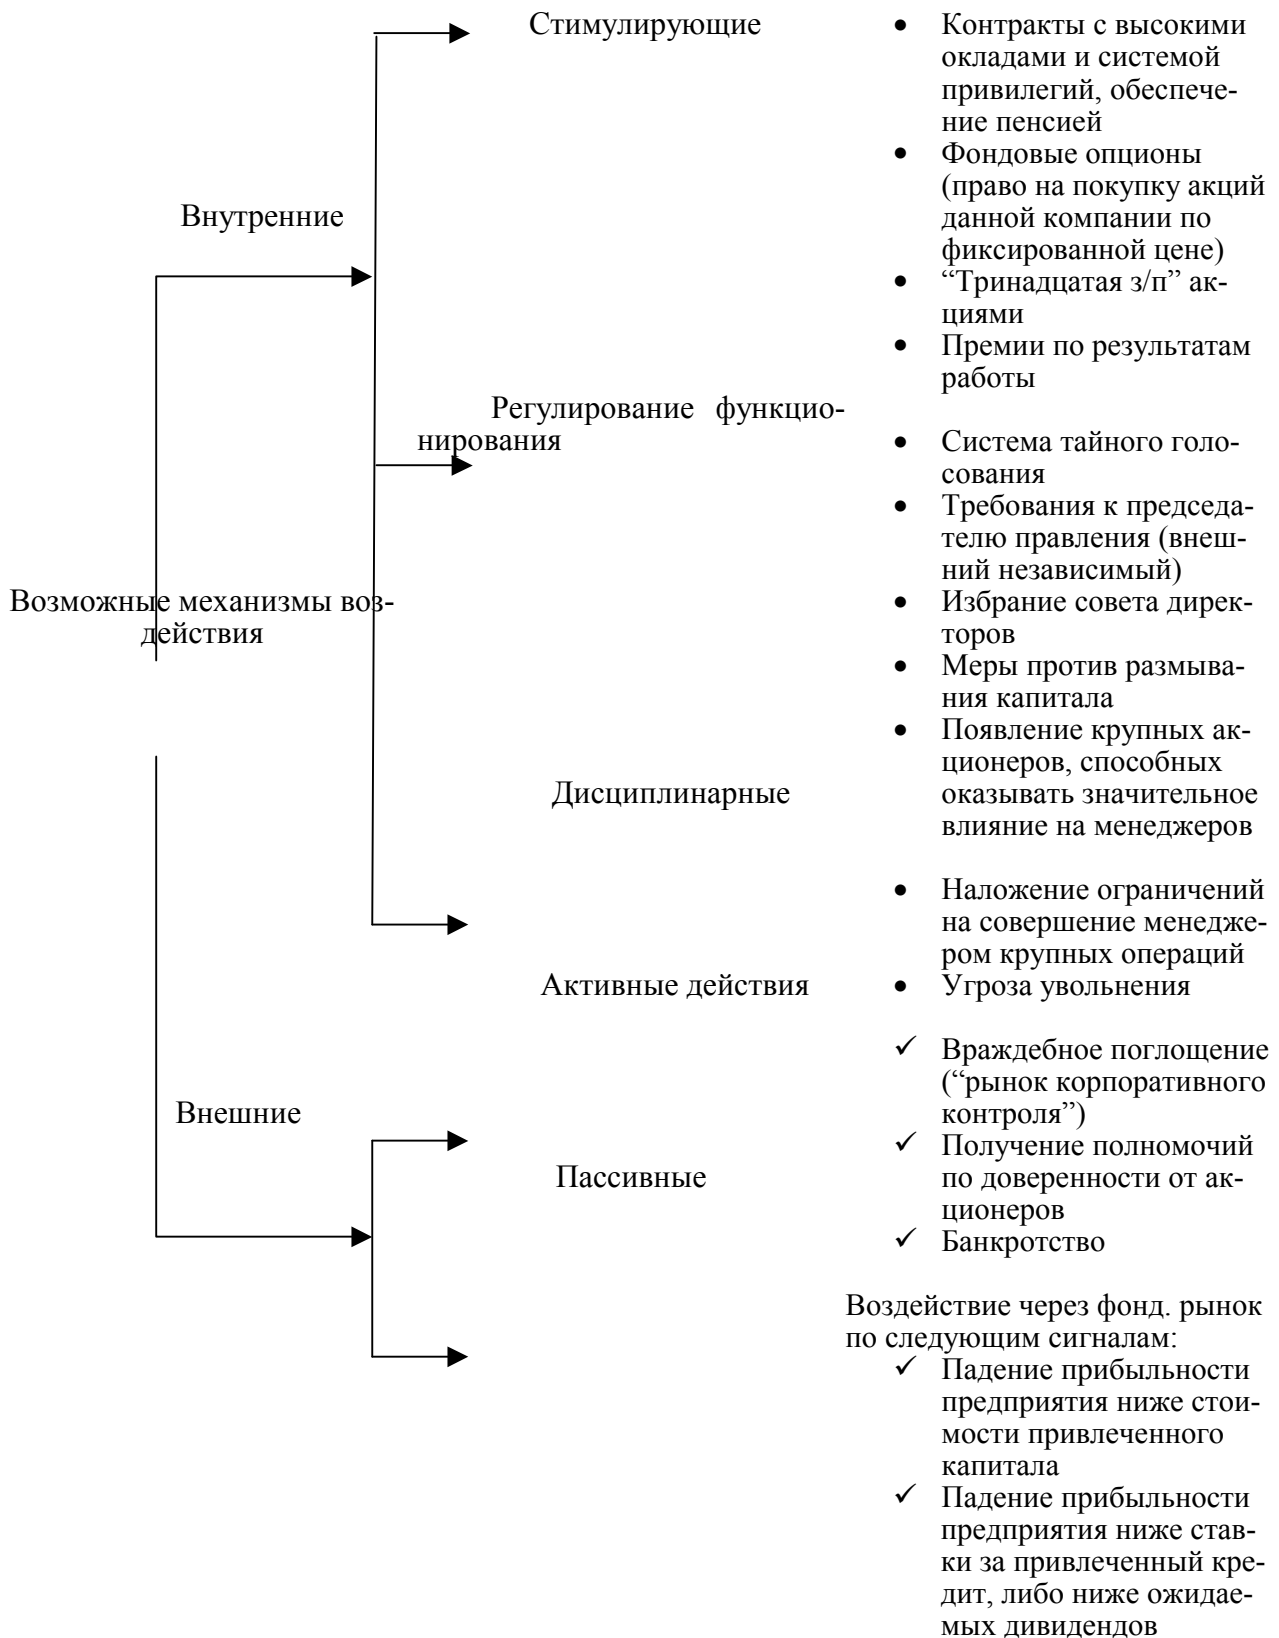 Стимулирующие
• Контракты с высокими
окладами и системой
привилегий, обеспече-
ние пенсией
• Фондовые опционы
(право на покупку акций
данной компании по
фиксированной цене)
• “Тринадцатая з/п” ак-
циями
• Премии по результатам
работы
Внутренние
Регулирование функцио-
нирования
• Система тайного голо-
сования
• Требования к председа-
телю правления (внеш-
ний независимый)
• Избрание совета дирек-
торов
• Меры против размыва-
ния капитала
• Появление крупных ак-
ционеров, способных
оказывать значительное
влияние на менеджеров
Возможные механизмы воз-
действия
Дисциплинарные
• Наложение ограничений
на совершение менедже-
ром крупных операций
• Угроза увольнения
Активные действия
✓ Враждебное поглощение
(“рынок корпоративного
контроля”)
✓ Получение полномочий
по доверенности от ак-
ционеров
✓ Банкротство
Внешние
Пассивные
Воздействие через фонд. рынок
по следующим сигналам:
✓ Падение прибыльности
предприятия ниже стои-
мости привлеченного
капитала
✓ Падение прибыльности
предприятия ниже став-
ки за привлеченный кре-
дит, либо ниже ожидае-
мых дивидендов